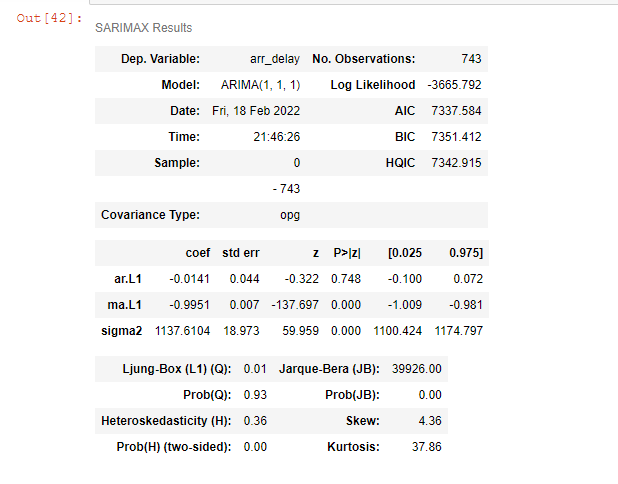 Out[42]:
SARIMAX Results
Dep. Variable: arr_delay No. Observations: 743
Model: ARIMA(1, 1, 1) Log Likelihood -3665.792
Date: Fri, 18 Feb 2022 AIC 7337.584
Time: 21:46:26 BIC 7351.412
Sample: 0 HQIC 7342.915
- 743
Covariance Type: opg
coef std err z P>|z| [0.025 0.975]
ar.L1 -0.0141 0.044 -0.322 0.748 -0.100 0.072
ma.L1 -0.9951 0.007 -137.697 0.000 -1.009 -0.981
sigma2 1137.6104 18.973 59.959 0.000 1100.424 1174.797
Ljung-Box (L1) (Q): 0.01 Jarque-Bera (JB): 39926.00
Prob(Q): 0.93 Prob(JB): 0.00
Heteroskedasticity (H): 0.36 Skew: 4.36
Prob(H) (two-sided): 0.00 Kurtosis: 37.86